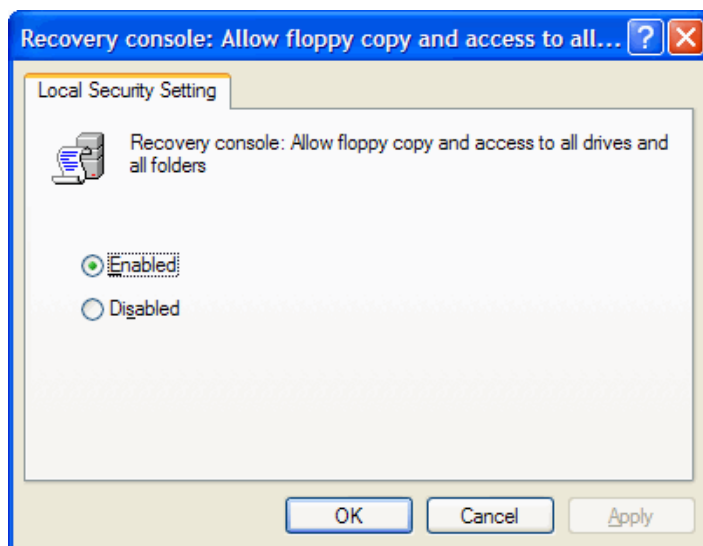 Recovery console: Allow floppy copy and access to all...
Local Security Setting
Recovery console: Allow floppy copy and access to all drives and
all folders
Enabled
Disabled
OK
Cancel
Apply